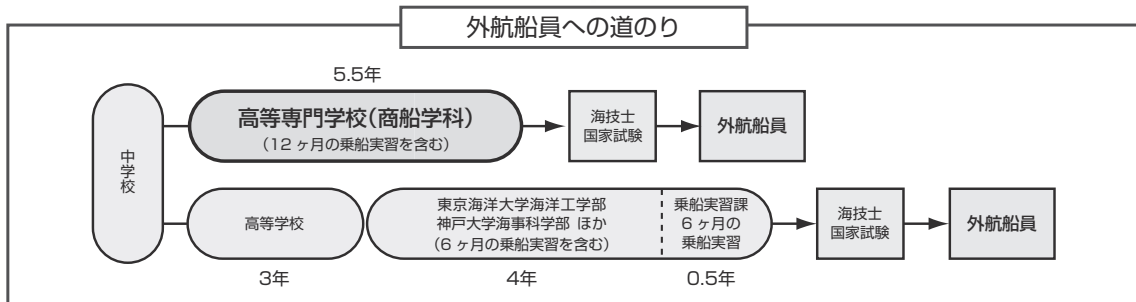 外航船員への道のり
5.5年
中学校
高等専門学校(商船学科)
(12ヶ月の乗船実習を含む)
海技士
国家試験
外航船員
高等学校
東京海洋大学海洋工学部
神戸大学海事科学部 ほか
(6ヶ月の乗船実習を含む)
乗船実習課
6ヶ月の
乗船実習
海技士
国家試験
外航船員
3年
4年
0.5年